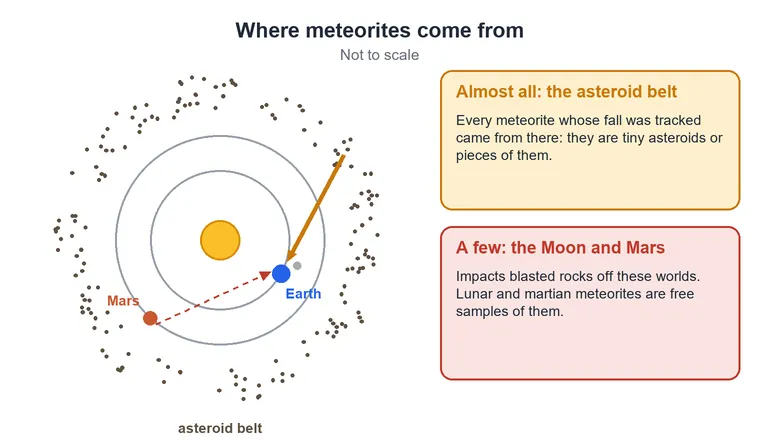 Where meteorites come from
Not to scale
Almost all: the asteroid belt
Every meteorite whose fall was tracked
came from there: they are tiny asteroids or
pieces of them.
A few: the Moon and Mars
Impacts blasted rocks off these worlds.
Lunar and martian meteorites are free
samples of them.
Mars
Earth
asteroid belt